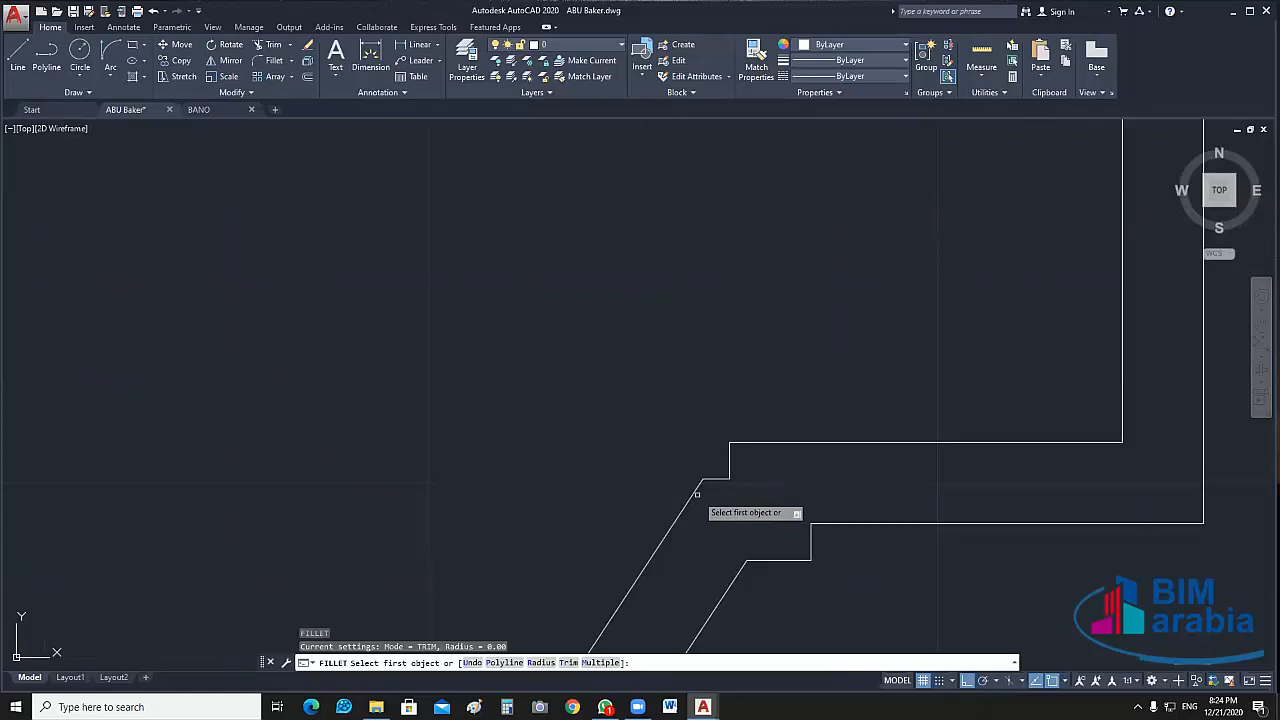 Autodesk AutoCAD 2020 ABU Baker.dwg
Type a keyword or phrase
Sign In
Home Insert Annotate Parametric View Manage Output Add-ins Collaborate Express Tools Featured Apps
Line
Polyline
Circle
Arc
Draw
Move
Rotate
Trim
Copy
Mirror
Fillet
Stretch
Scale
Array
Modify
Text
Dimension
Linear
Leader
Table
Annotation
Layer
Properties
0
Make Current
Match Layer
Layers
Insert
Create
Edit
Edit Attributes
Block
Match
Properties
ByLayer
ByLayer
ByLayer
Properties
Group
Groups
Measure
Utilities
Paste
Clipboard
Base
View
Start
ABU Baker*
BANO
[−][Top][2D Wireframe]
N
W
TOP
E
S
WCS
Select first object or
BIM
arabia
Y
X
FILLET
Current settings: Mode = TRIM, Radius = 0.00
FILLET Select first object or [Undo Polyline Radius Trim Multiple]:
Model Layout1 Layout2
MODEL
1:1
Type here to search
1
W
A
8:24 PM
12/21/2020